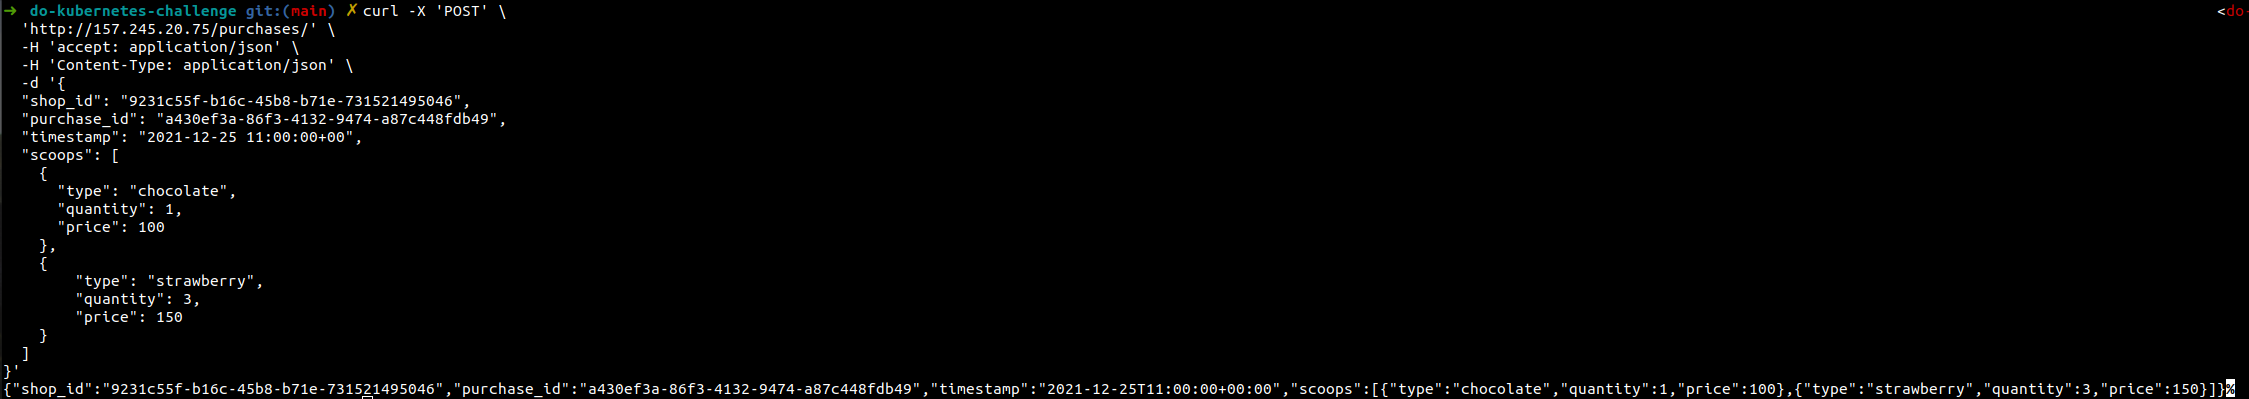 ➜  do-kubernetes-challenge git:(main) ✗ curl -X 'POST' \ <do-
  'http://157.245.20.75/purchases/' \
  -H 'accept: application/json' \
  -H 'Content-Type: application/json' \
  -d '{
  "shop_id": "9231c55f-b16c-45b8-b71e-731521495046",
  "purchase_id": "a430ef3a-86f3-4132-9474-a87c448fdb49",
  "timestamp": "2021-12-25 11:00:00+00",
  "scoops": [
    {
      "type": "chocolate",
      "quantity": 1,
      "price": 100
    },
    {
        "type": "strawberry",
        "quantity": 3,
        "price": 150
    }
  ]
}'
{"shop_id":"9231c55f-b16c-45b8-b71e-731521495046","purchase_id":"a430ef3a-86f3-4132-9474-a87c448fdb49","timestamp":"2021-12-25T11:00:00+00:00","scoops":[{"type":"chocolate","quantity":1,"price":100},{"type":"strawberry","quantity":3,"price":150}]}%